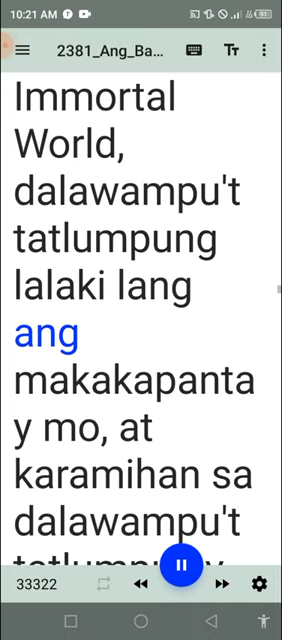 10:21 AM
2381_Ang_Ba...
Immortal
World,
dalawampu't
tatlumpung
lalaki lang
ang
makakapanta
y mo, at
karamihan sa
dalawampu't
33322